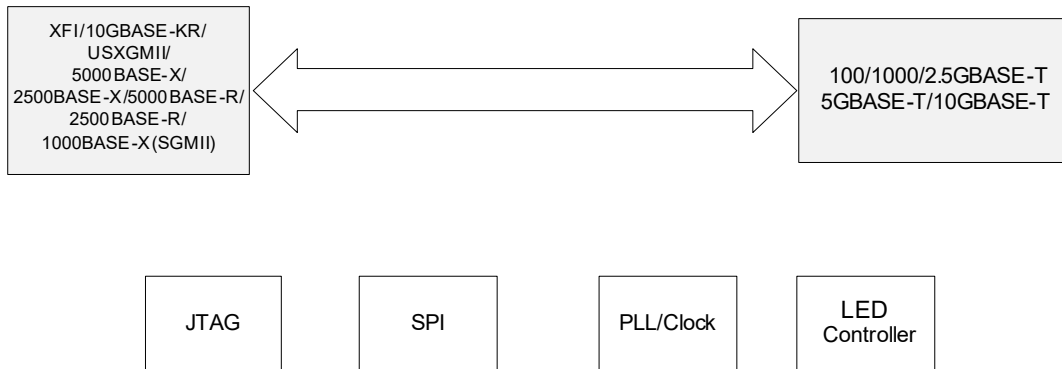 XFI/10GBASE-KR/
USXGMII/
5000BASE-X/
2500BASE-X/5000BASE-R/
2500BASE-R/
1000BASE-X(SGMII)
100/1000/2.5GBASE-T
5GBASE-T/10GBASE-T
JTAG
SPI
PLL/Clock
LED
Controller